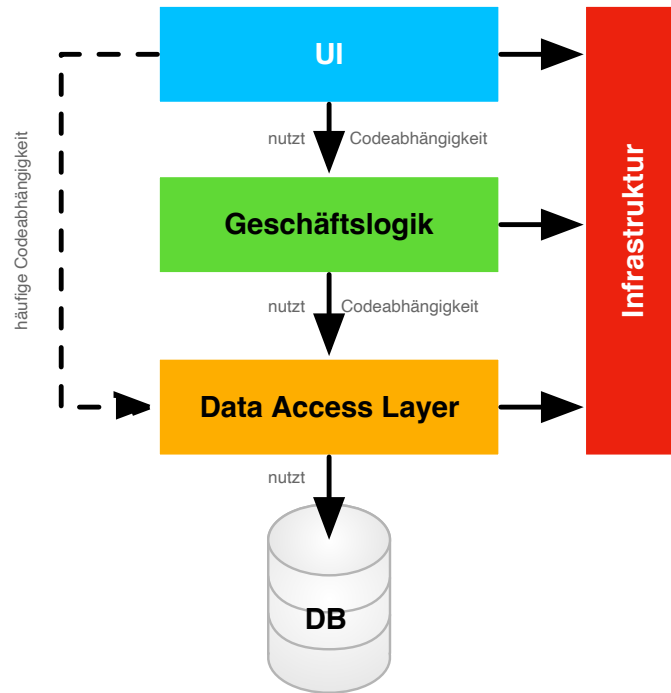 UI
nutzt Codeabhängigkeit
häufige Codeabhängigkeit
Geschäftslogik
Infrastruktur
nutzt Codeabhängigkeit
Data Access Layer
nutzt
DB